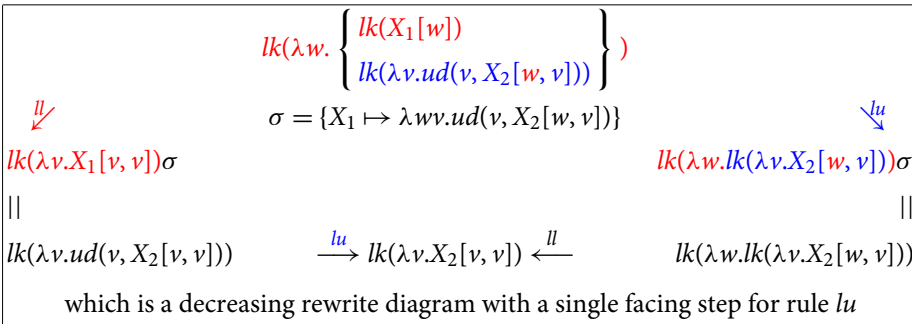 lk(λw. { lk(X₁[w])
lk(λv.ud(v, X₂[w, v])) } )
ll σ = {X₁ ↦ λwv.ud(v, X₂[w, v])} lu
lk(λv.X₁[v, v])σ lk(λw.lk(λv.X₂[w, v]))σ
|| ||
lk(λv.ud(v, X₂[v, v])) lu⟶ lk(λv.X₂[v, v]) ⟵ll lk(λw.lk(λv.X₂[w, v]))
which is a decreasing rewrite diagram with a single facing step for rule lu